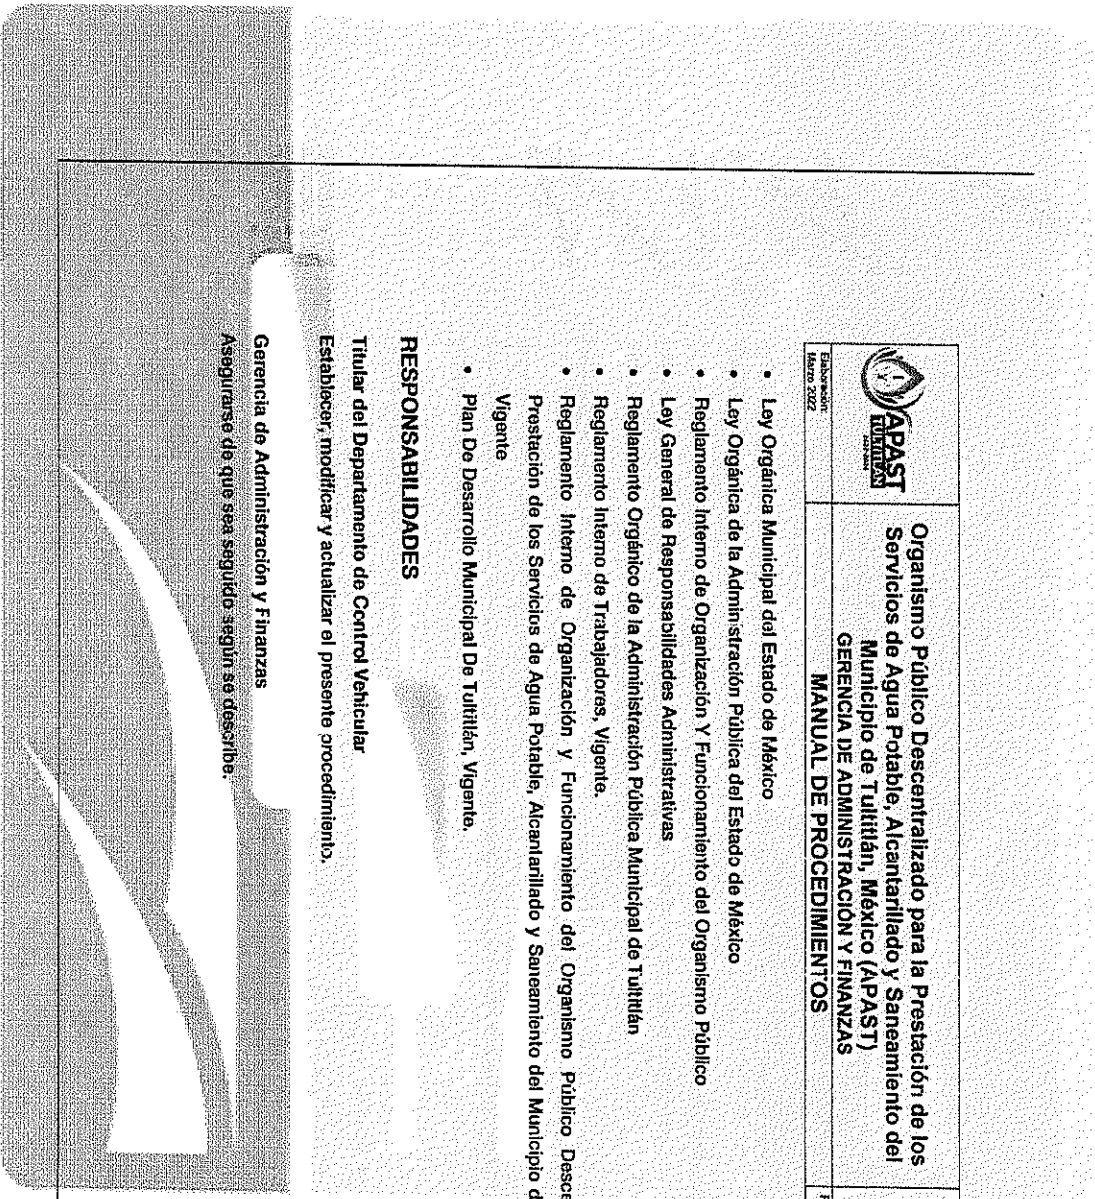 APAST
TULTITLÁN
2022-2024
Organismo Público Descentralizado para la Prestación de los
Servicios de Agua Potable, Alcantarillado y Saneamiento del
Municipio de Tultitlán, México (APAST)
GERENCIA DE ADMINISTRACIÓN Y FINANZAS
Elaboración:
Marzo 2022
MANUAL DE PROCEDIMIENTOS
• Ley Orgánica Municipal del Estado de México
• Ley Orgánica de la Administración Pública del Estado de México
• Reglamento Interno de Organización Y Funcionamiento del Organismo Público
• Ley General de Responsabilidades Administrativas
• Reglamento Orgánico de la Administración Pública Municipal de Tultitlán
• Reglamento Interno de Trabajadores, Vigente.
• Reglamento Interno de Organización y Funcionamiento del Organismo Público Desce
Prestación de los Servicios de Agua Potable, Alcantarillado y Saneamiento del Municipio d
Vigente
• Plan De Desarrollo Municipal De Tultitlán, Vigente.
RESPONSABILIDADES
Titular del Departamento de Control Vehicular
Establecer, modificar y actualizar el presente procedimiento.
Gerencia de Administración y Finanzas
Asegurarse de que sea seguido según se describe.